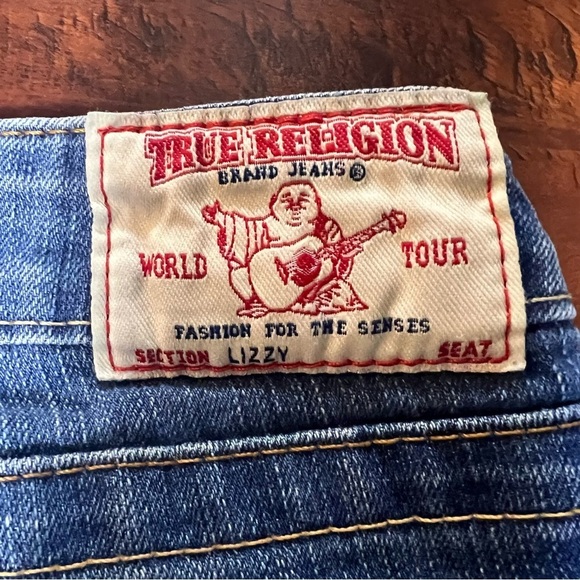 TRUE RELIGION
BRAND JEANS®
WORLD TOUR
FASHION FOR THE SENSES
SECTION LIZZY SEAT